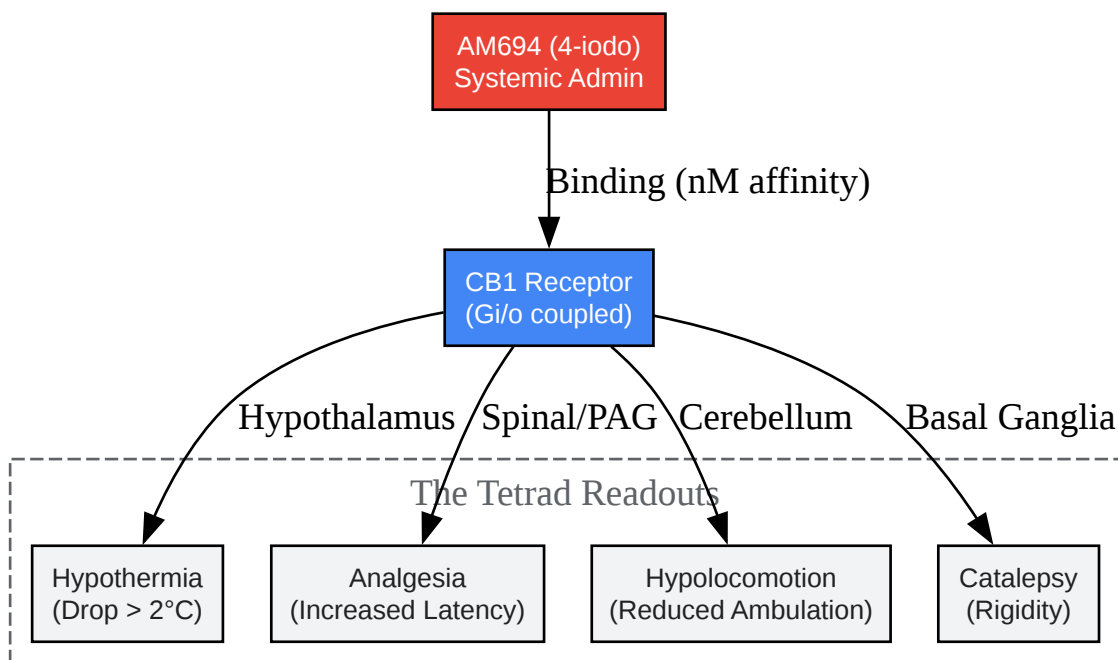 AM694 (4-iodo)
Systemic Admin
Binding (nM affinity)
CB1 Receptor
(Gi/o coupled)
Hypothalamus
Spinal/PAG
Cerebellum
Basal Ganglia
The Tetrad Readouts
Hypothermia
(Drop > 2°C)
Analgesia
(Increased Latency)
Hypolocomotion
(Reduced Ambulation)
Catalepsy
(Rigidity)